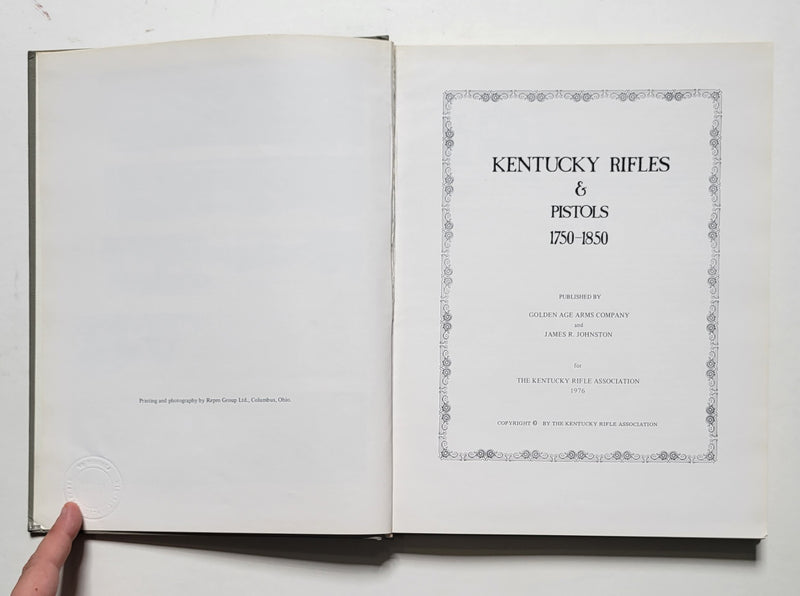 Printing and photography by Repro Group Ltd., Columbus, Ohio.
KENTUCKY RIFLES
&
PISTOLS
1750-1850
PUBLISHED BY
GOLDEN AGE ARMS COMPANY
and
JAMES R. JOHNSTON
for
THE KENTUCKY RIFLE ASSOCIATION
1976
COPYRIGHT © BY THE KENTUCKY RIFLE ASSOCIATION